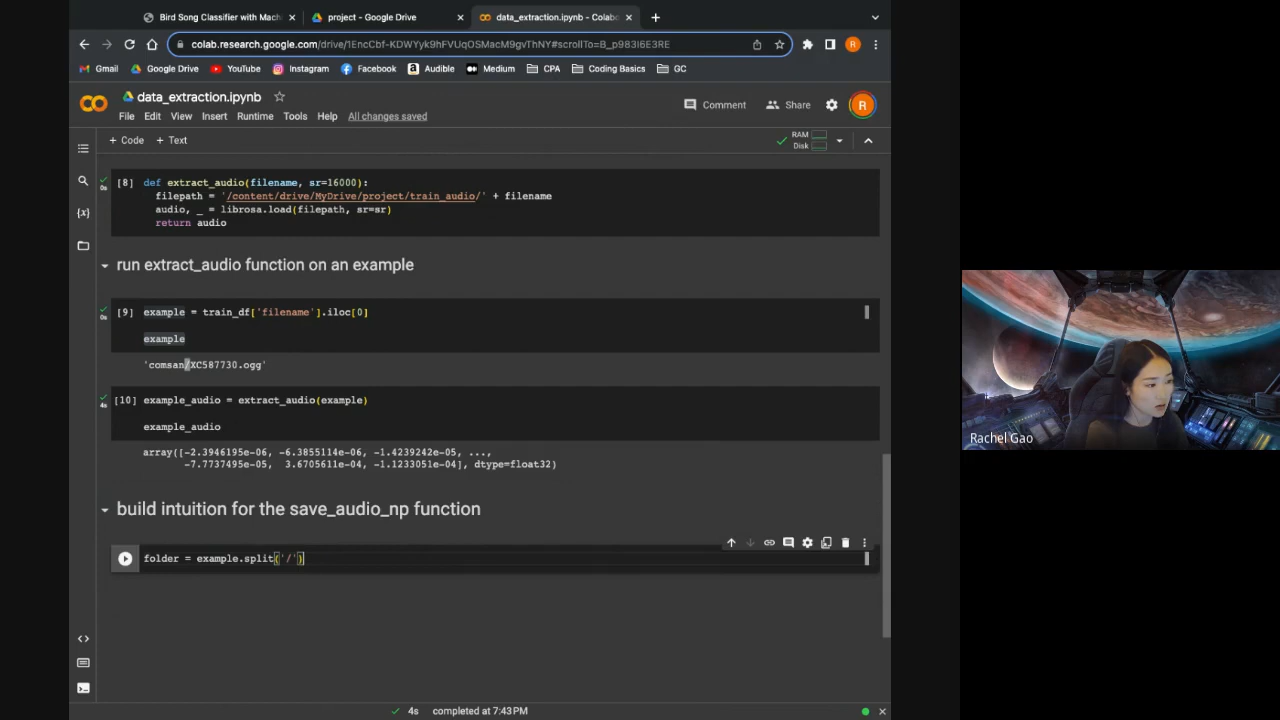 Bird Song Classifier with Mach
project - Google Drive
data_extraction.ipynb - Colabo
colab.research.google.com/drive/1EncCbf-KDWYyk9hFVUqOSMacM9gvThNY#scrollTo=B_p983I6E3RE
R
Gmail
Google Drive
YouTube
Instagram
Facebook
Audible
Medium
CPA
Coding Basics
GC
data_extraction.ipynb
Comment
Share
R
File Edit View Insert Runtime Tools Help All changes saved
+ Code + Text
RAM
Disk
[8] def extract_audio(filename, sr=16000):
filepath = '/content/drive/MyDrive/project/train_audio/' + filename
audio, _ = librosa.load(filepath, sr=sr)
return audio
0s
run extract_audio function on an example
[9] example = train_df['filename'].iloc[0]
0s
example
'comsan/XC587730.ogg'
[10] example_audio = extract_audio(example)
4s
example_audio
array([-2.3946195e-06, -6.3855114e-06, -1.4239242e-05, ...,
-7.7737495e-05, 3.6705611e-04, -1.1233051e-04], dtype=float32)
build intuition for the save_audio_np function
folder = example.split('/')
4s completed at 7:43PM
Rachel Gao